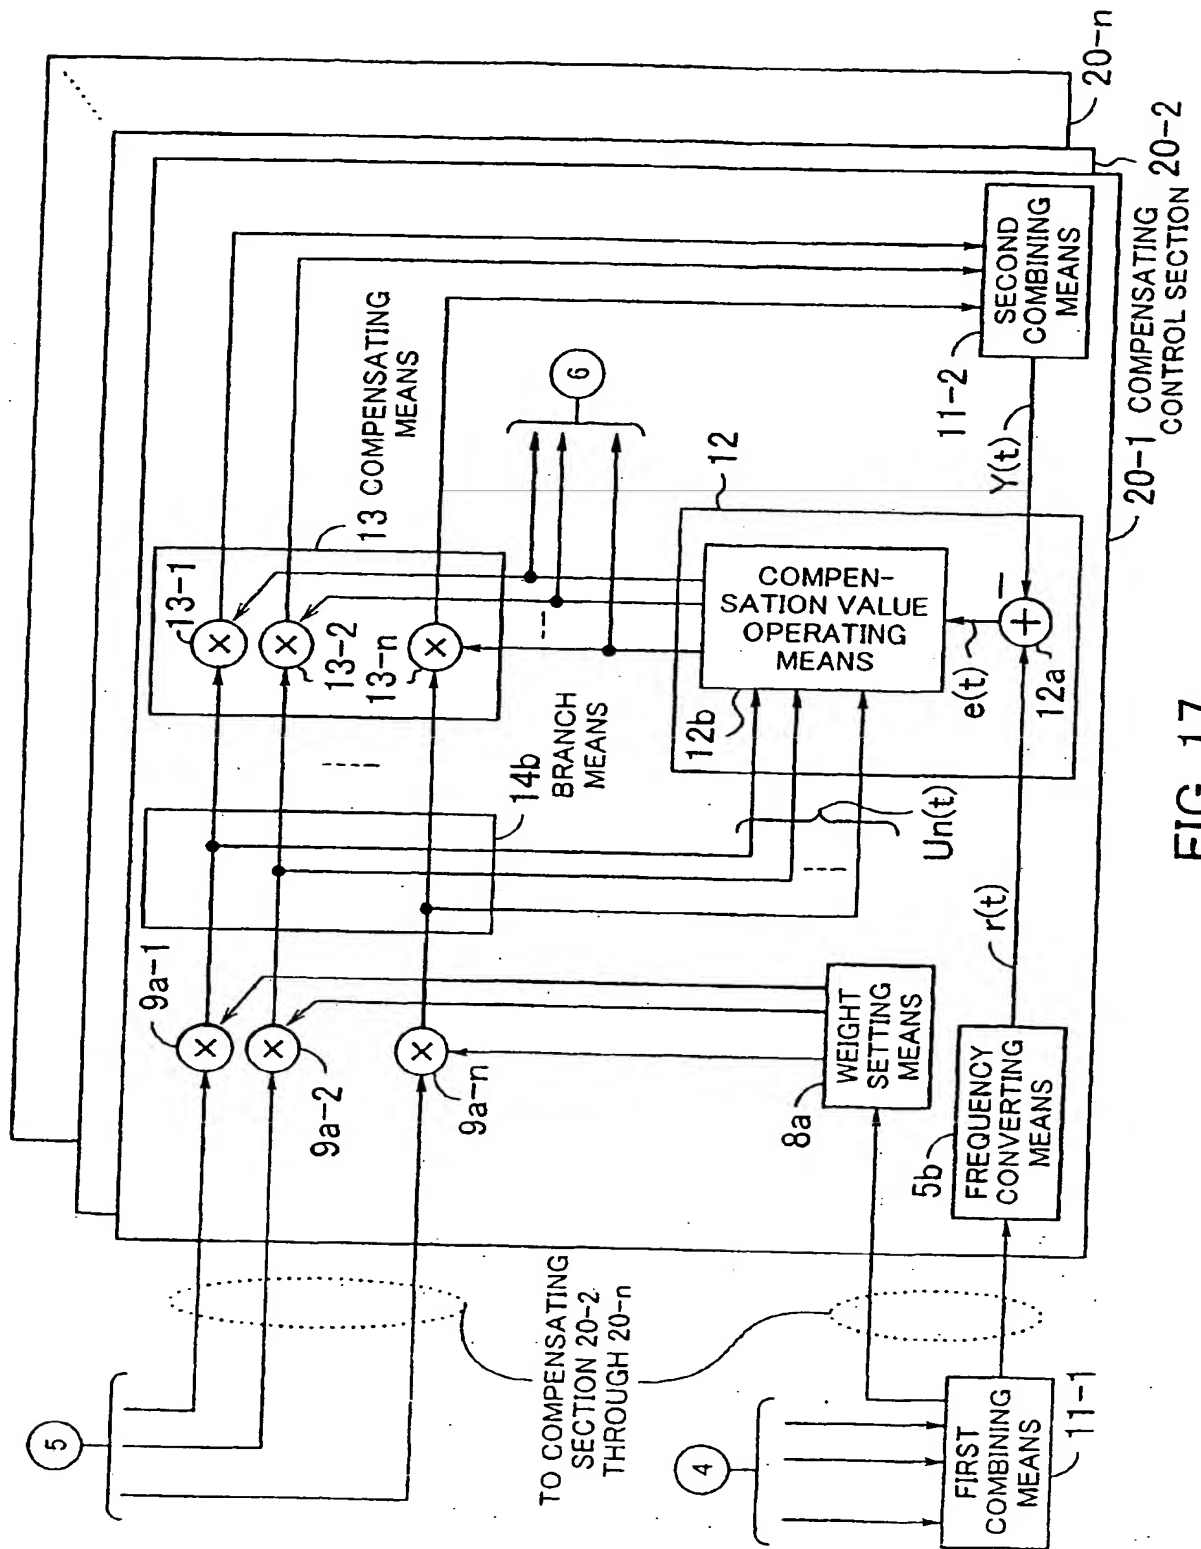 20-n
20-2
20-1 COMPENSATING
CONTROL SECTION
13 COMPENSATING
MEANS
13-1
13-2
13-n
6
SECOND
COMBINING
MEANS
11-2
Y(t)
12
COMPEN-
SATION VALUE
OPERATING
MEANS
12b
e(t)
−
+
12a
14b
BRANCH
MEANS
Un(t)
r(t)
×
×
×
×
×
×
9a-1
9a-2
9a-n
WEIGHT
SETTING
MEANS
8a
FREQUENCY
CONVERTING
MEANS
5b
5
TO COMPENSATING
SECTION 20-2
THROUGH 20-n
4
FIRST
COMBINING
MEANS
11-1
FIG. 17